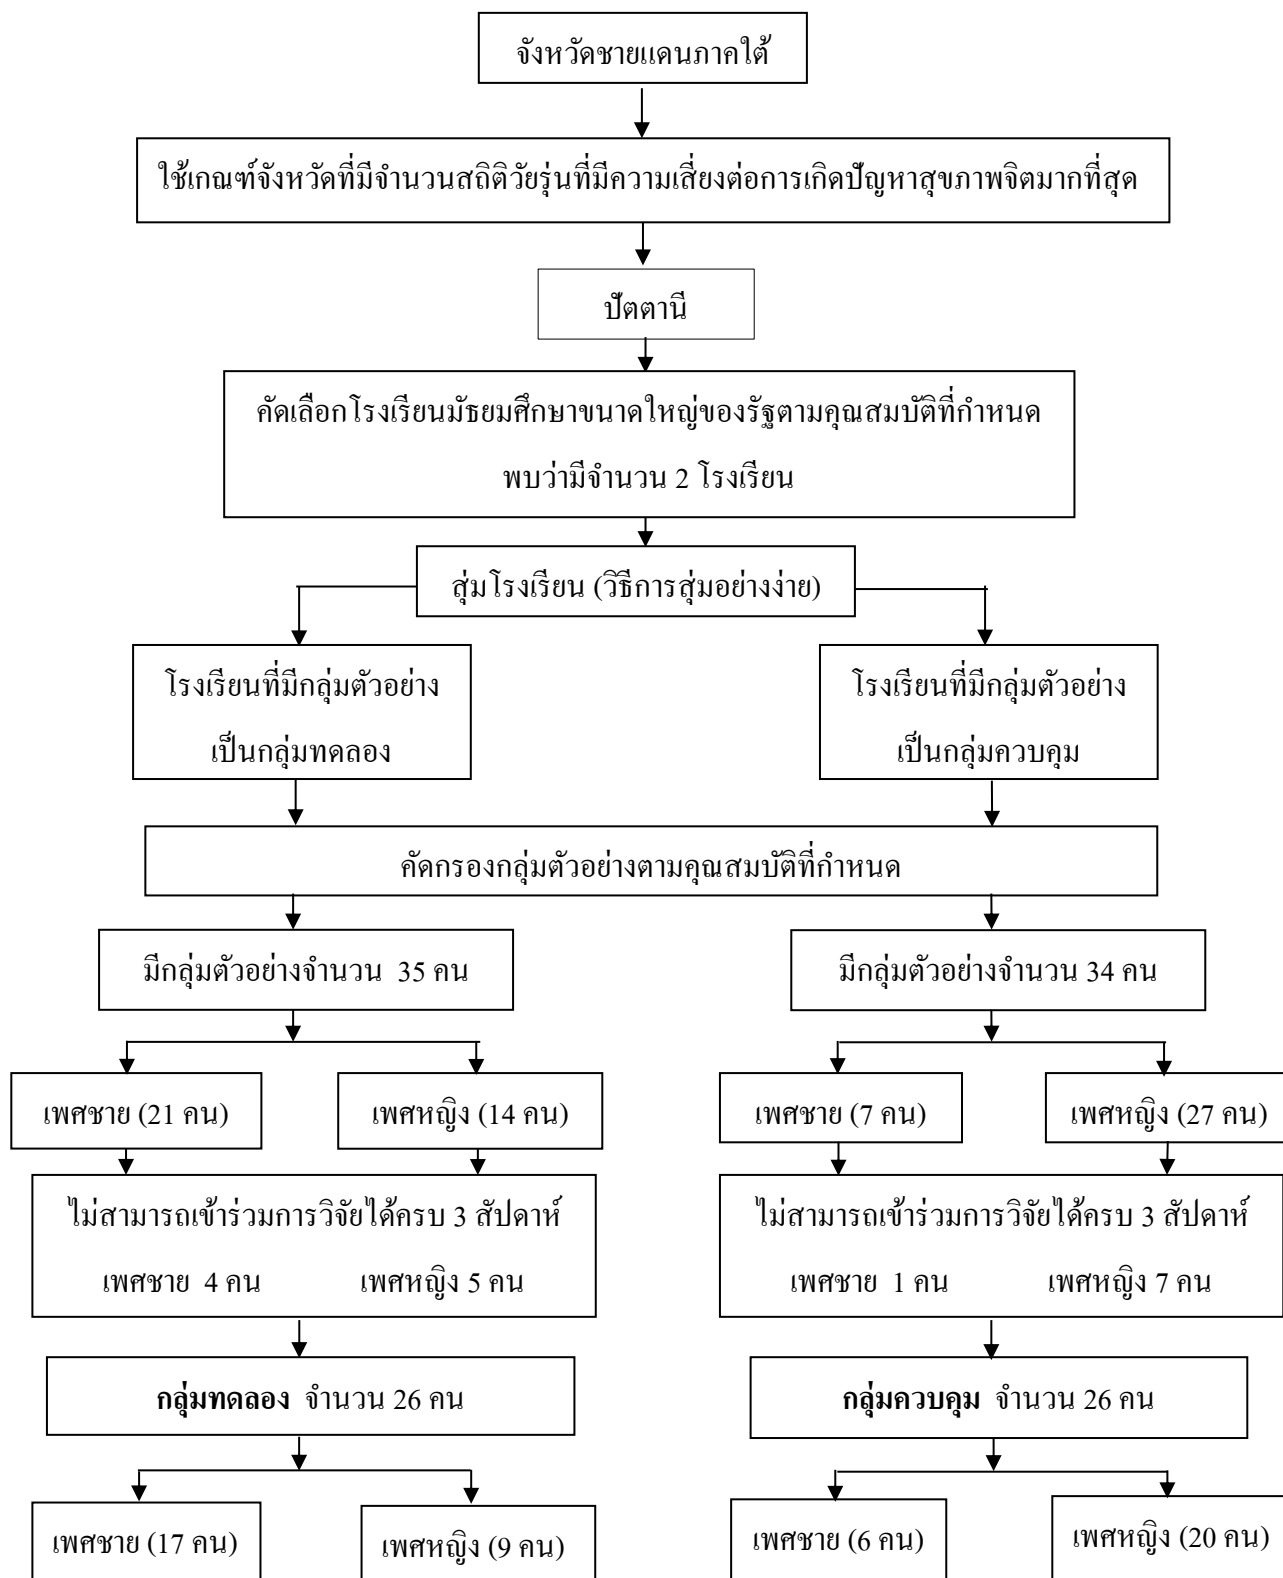 จังหวัดชายแดนภาคใต้
ใช้เกณฑ์จังหวัดที่มีจำนวนสถิติวัยรุ่นที่มีความเสี่ยงต่อการเกิดปัญหาสุขภาพจิตมากที่สุด
ปัตตานี
คัดเลือกโรงเรียนมัธยมศึกษาขนาดใหญ่ของรัฐตามคุณสมบัติที่กำหนด
พบว่ามีจำนวน 2 โรงเรียน
สุ่มโรงเรียน (วิธีการสุ่มอย่างง่าย)
โรงเรียนที่มีกลุ่มตัวอย่าง
เป็นกลุ่มทดลอง
โรงเรียนที่มีกลุ่มตัวอย่าง
เป็นกลุ่มควบคุม
คัดกรองกลุ่มตัวอย่างตามคุณสมบัติที่กำหนด
มีกลุ่มตัวอย่างจำนวน 35 คน
มีกลุ่มตัวอย่างจำนวน 34 คน
เพศชาย (21 คน)
เพศหญิง (14 คน)
เพศชาย (7 คน)
เพศหญิง (27 คน)
ไม่สามารถเข้าร่วมการวิจัยได้ครบ 3 สัปดาห์
เพศชาย 4 คน เพศหญิง 5 คน
ไม่สามารถเข้าร่วมการวิจัยได้ครบ 3 สัปดาห์
เพศชาย 1 คน เพศหญิง 7 คน
กลุ่มทดลอง จำนวน 26 คน
กลุ่มควบคุม จำนวน 26 คน
เพศชาย (17 คน)
เพศหญิง (9 คน)
เพศชาย (6 คน)
เพศหญิง (20 คน)